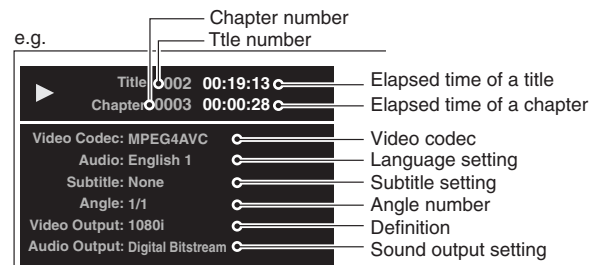 Chapter number
e.g.
Ttle number
Title 0002 00:19:13
Elapsed time of a title
Chapter 0003 00:00:28
Elapsed time of a chapter
Video Codec: MPEG4AVC
Video codec
Audio: English 1
Language setting
Subtitle: None
Subtitle setting
Angle: 1/1
Angle number
Video Output: 1080i
Definition
Audio Output: Digital Bitstream
Sound output setting